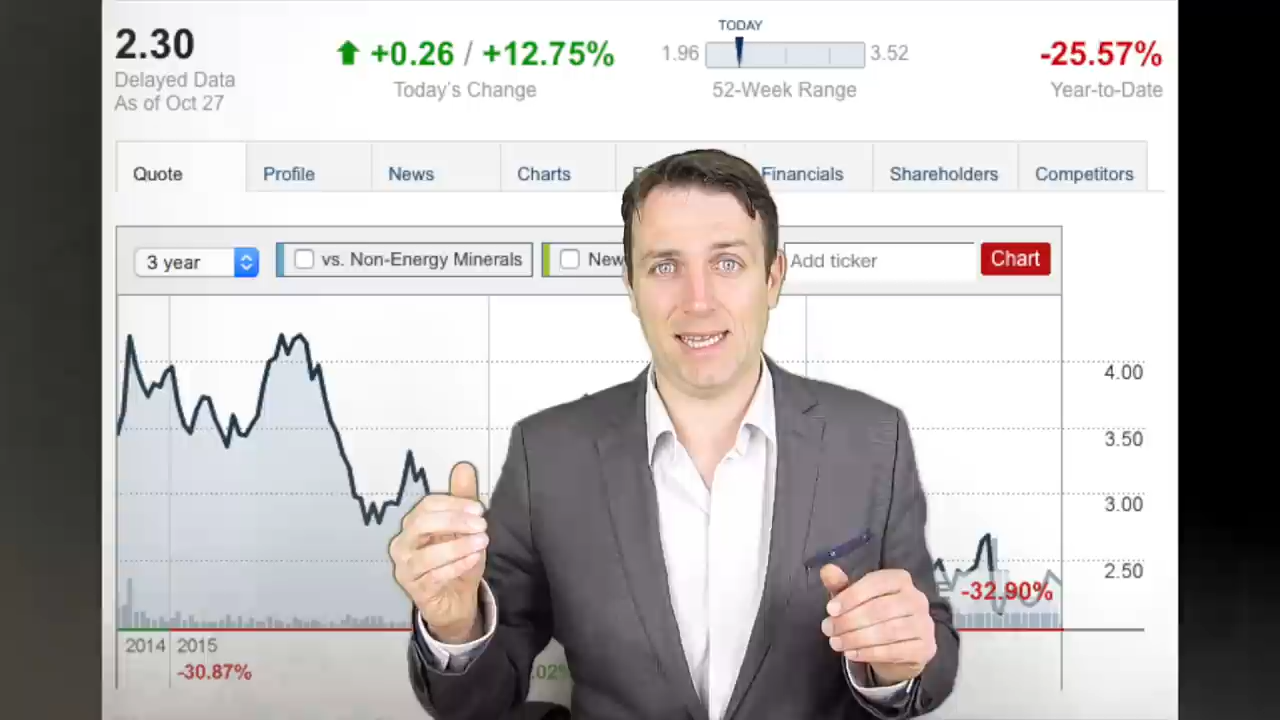 TODAY
2.30
+0.26 / +12.75%
1.96
3.52
-25.57%
Delayed Data
As of Oct 27
Today's Change
52-Week Range
Year-to-Date
Quote
Profile
News
Charts
Financials
Shareholders
Competitors
3 year
vs. Non-Energy Minerals
New
Add ticker
Chart
4.00
3.50
3.00
2.50
-32.90%
2014
2015
-30.87%
.02%